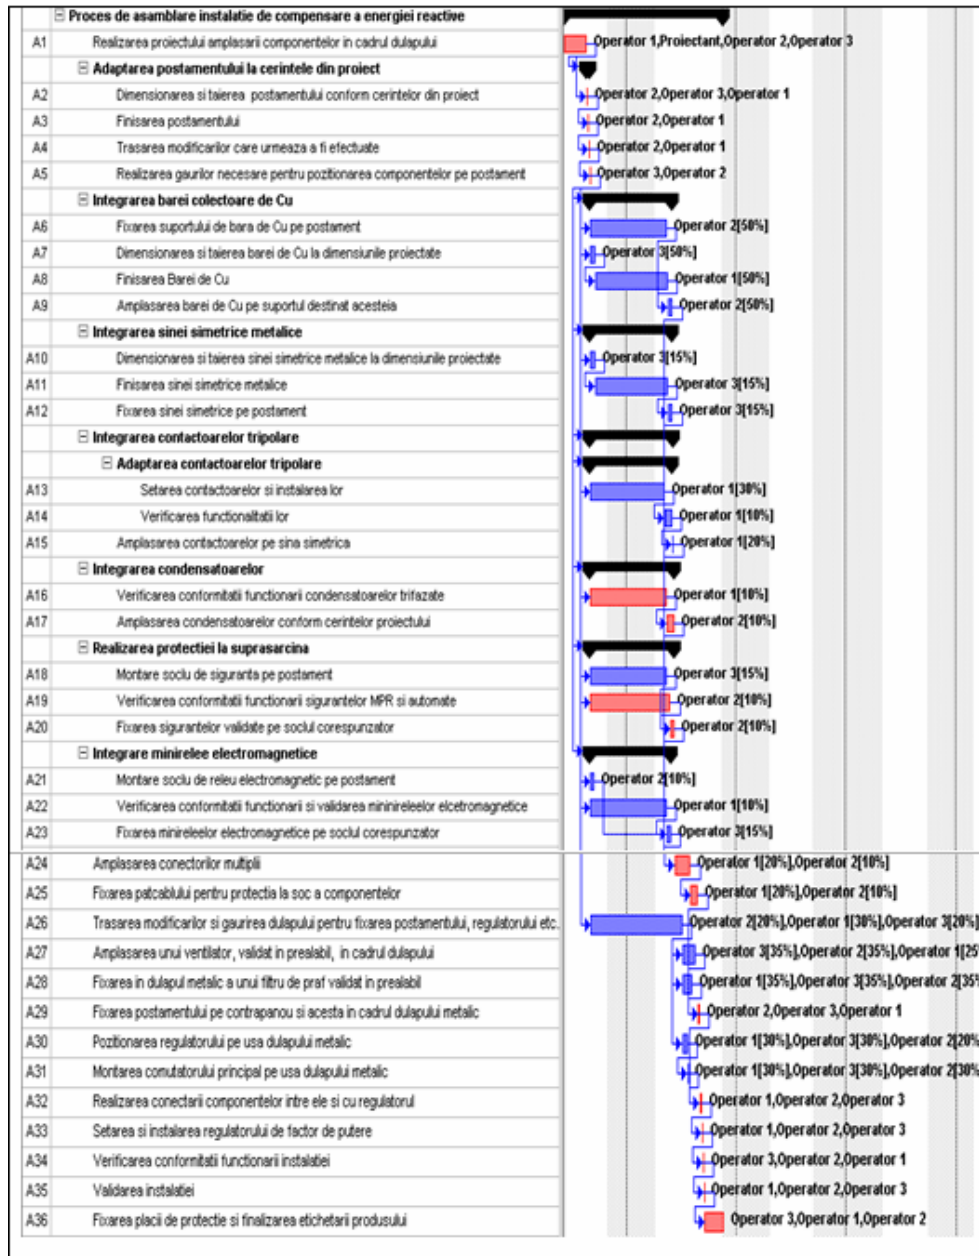 Proces de asamblare instalatie de compensare a energiei reactive
A1 Realizarea proiectului amplasarii componentelor in cadrul dulapului Operator 1,Proiectant,Operator 2,Operator 3
Adaptarea postamentului la cerintele din proiect
A2 Dimensionarea si taierea postamentului conform cerintelor din proiect Operator 2,Operator 3,Operator 1
A3 Finisarea postamentului Operator 2,Operator 1
A4 Trasarea modificarilor care urmeaza a fi efectuate Operator 2,Operator 1
A5 Realizarea gaurilor necesare pentru pozitionarea componentelor pe postament Operator 3,Operator 2
Integrarea barei colectoare de Cu
A6 Fixarea suportului de bara de Cu pe postament Operator 2[50%]
A7 Dimensionarea si taierea barei de Cu la dimensiunile proiectate Operator 3[50%]
A8 Finisarea Barei de Cu Operator 1[50%]
A9 Amplasarea barei de Cu pe suportul destinat acesteia Operator 2[50%]
Integrarea sinei simetrice metalice
A10 Dimensionarea si taierea sinei simetrice metalice la dimensiunile proiectate Operator 3[15%]
A11 Finisarea sinei simetrice metalice Operator 3[15%]
A12 Fixarea sinei simetrice pe postament Operator 3[15%]
Integrarea contactoarelor tripolare
Adaptarea contactoarelor tripolare
A13 Setarea contactoarelor si instalarea lor Operator 1[30%]
A14 Verificarea functionalitatii lor Operator 1[10%]
A15 Amplasarea contactoarelor pe sina simetrica Operator 1[20%]
Integrarea condensatoarelor
A16 Verificarea conformitatii functionarii condensatoarelor trifazate Operator 1[10%]
A17 Amplasarea condensatoarelor conform cerintelor proiectului Operator 2[10%]
Realizarea protectiei la suprasarcina
A18 Montare soclu de siguranta pe postament Operator 3[15%]
A19 Verificarea conformitatii functionarii sigurantelor MPR si automate Operator 2[10%]
A20 Fixarea sigurantelor validate pe soclul corespunzator Operator 2[10%]
Integrare minirelee electromagnetice
A21 Montare soclu de releu electromagnetic pe postament Operator 2[10%]
A22 Verificarea conformitatii functionarii si validarea mininireleelor elcetromagnetice Operator 1[10%]
A23 Fixarea minireleelor electromagnetice pe soclul corespunzator Operator 3[15%]
A24 Amplasarea conectorilor multipli Operator 1[20%],Operator 2[10%]
A25 Fixarea patcablului pentru protectia la soc a componentelor Operator 1[20%],Operator 2[10%]
A26 Trasarea modificarilor si gaurirea dulapului pentru fixarea postamentului, regulatorului etc. Operator 2[20%],Operator 1[30%],Operator 3[20%
A27 Amplasarea unui ventilator, validat in prealabil, in cadrul dulapului Operator 3[35%],Operator 2[35%],Operator 1[25
A28 Fixarea in dulapul metalic a unui filtru de praf validat in prealabil Operator 1[35%],Operator 3[35%],Operator 2[35%
A29 Fixarea postamentului pe contrapanou si acesta in cadrul dulapului metalic Operator 2,Operator 3,Operator 1
A30 Pozitionarea regulatorului pe usa dulapului metalic Operator 1[30%],Operator 3[30%],Operator 2[20%
A31 Montarea comutatorului principal pe usa dulapului metalic Operator 1[30%],Operator 3[30%],Operator 2[30%
A32 Realizarea conectarii componentelor intre ele si cu regulatorul Operator 1,Operator 2,Operator 3
A33 Setarea si instalarea regulatorului de factor de putere Operator 1,Operator 2,Operator 3
A34 Verificarea conformitatii functionarii instalatiei Operator 3,Operator 2,Operator 1
A35 Validarea instalatiei Operator 1,Operator 2,Operator 3
A36 Fixarea placii de protectie si finalizarea etichetarii produsului Operator 3,Operator 1,Operator 2